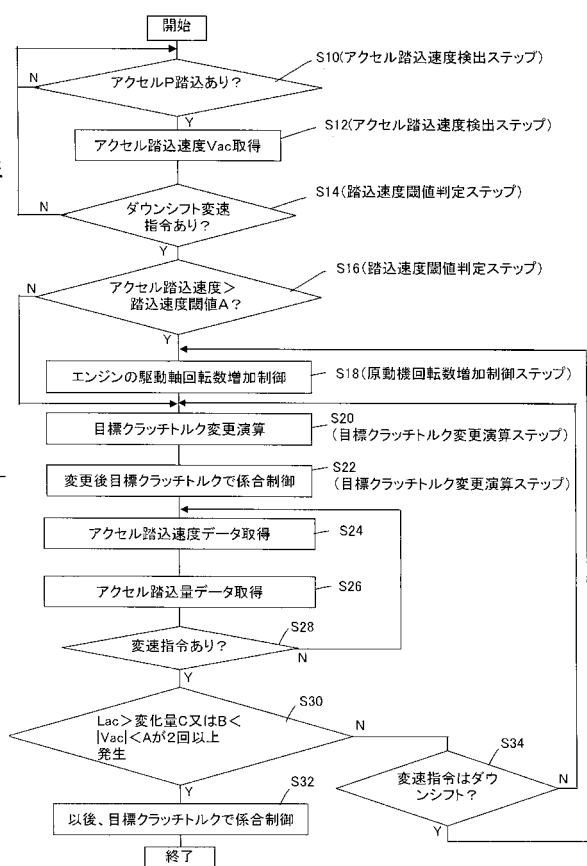 開始
S10(アクセル踏込速度検出ステップ)
N
アクセルP踏込あり?
Y
S12(アクセル踏込速度検出ステップ)
アクセル踏込速度Vac取得
S14(踏込速度閾値判定ステップ)
N
ダウンシフト変速
指令あり?
Y
S16(踏込速度閾値判定ステップ)
N
アクセル踏込速度>
踏込速度閾値A?
Y
エンジンの駆動軸回転数増加制御
S18(原動機回転数増加制御ステップ)
目標クラッチトルク変更演算
S20
(目標クラッチトルク変更演算ステップ)
変更後目標クラッチトルクで係合制御
S22
(目標クラッチトルク変更演算ステップ)
アクセル踏込速度データ取得
S24
アクセル踏込量データ取得
S26
S28
変速指令あり?
N
Y
S30
Lac>変化量C又はB<
|Vac|<Aが2回以上
発生
N
S34
Y
変速指令はダウ
ンシフト?
N
Y
S32
以後、目標クラッチトルクで係合制御
終了